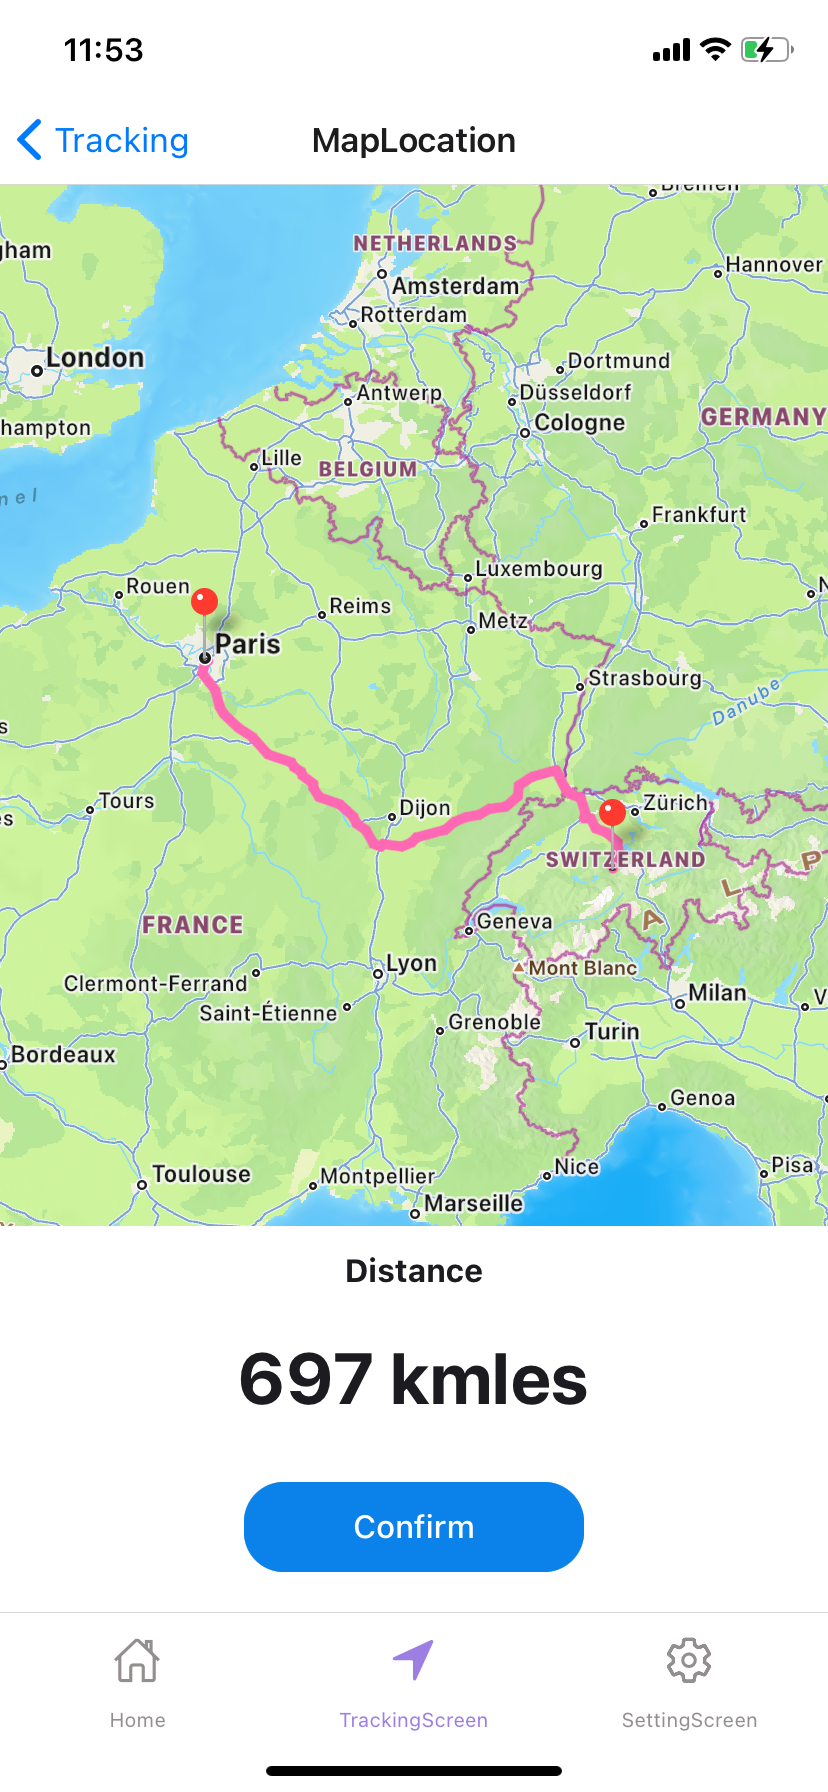 11:53
Tracking
MapLocation
Bremen
gham
NETHERLANDS
Hannover
Amsterdam
Rotterdam
London
Dortmund
Antwerp
Düsseldorf
GERMANY
hampton
Cologne
Lille
BELGIUM
nel
Frankfurt
Luxembourg
Rouen
N
Reims
Metz
Paris
Strasbourg
Danube
s
Tours
Dijon
Zürich
es
SWITZERLAND
ALP
FRANCE
Geneva
Lyon
Mont Blanc
Clermont-Ferrand
Milan
V
Saint-Étienne
Grenoble
Turin
Bordeaux
Genoa
Toulouse
Montpellier
Nice
Pisa
Marseille
Distance
697 kmles
Confirm
Home
TrackingScreen
SettingScreen